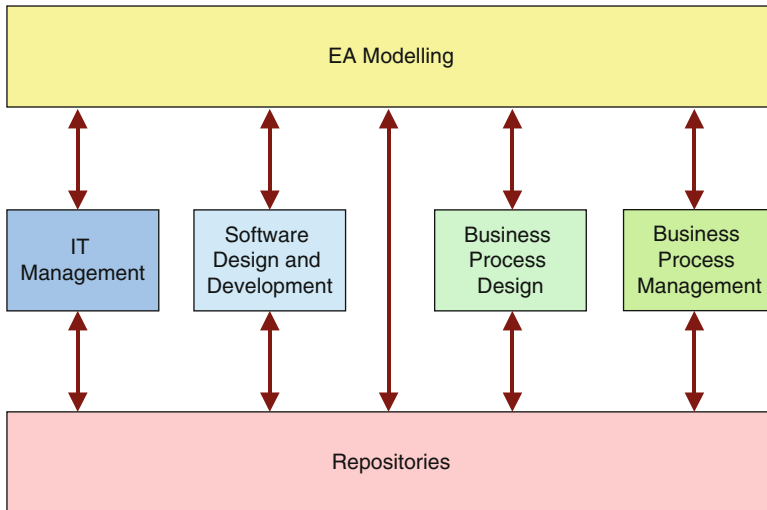 EA Modelling
IT
Management
Software
Design and
Development
Business
Process
Design
Business
Process
Management
Repositories